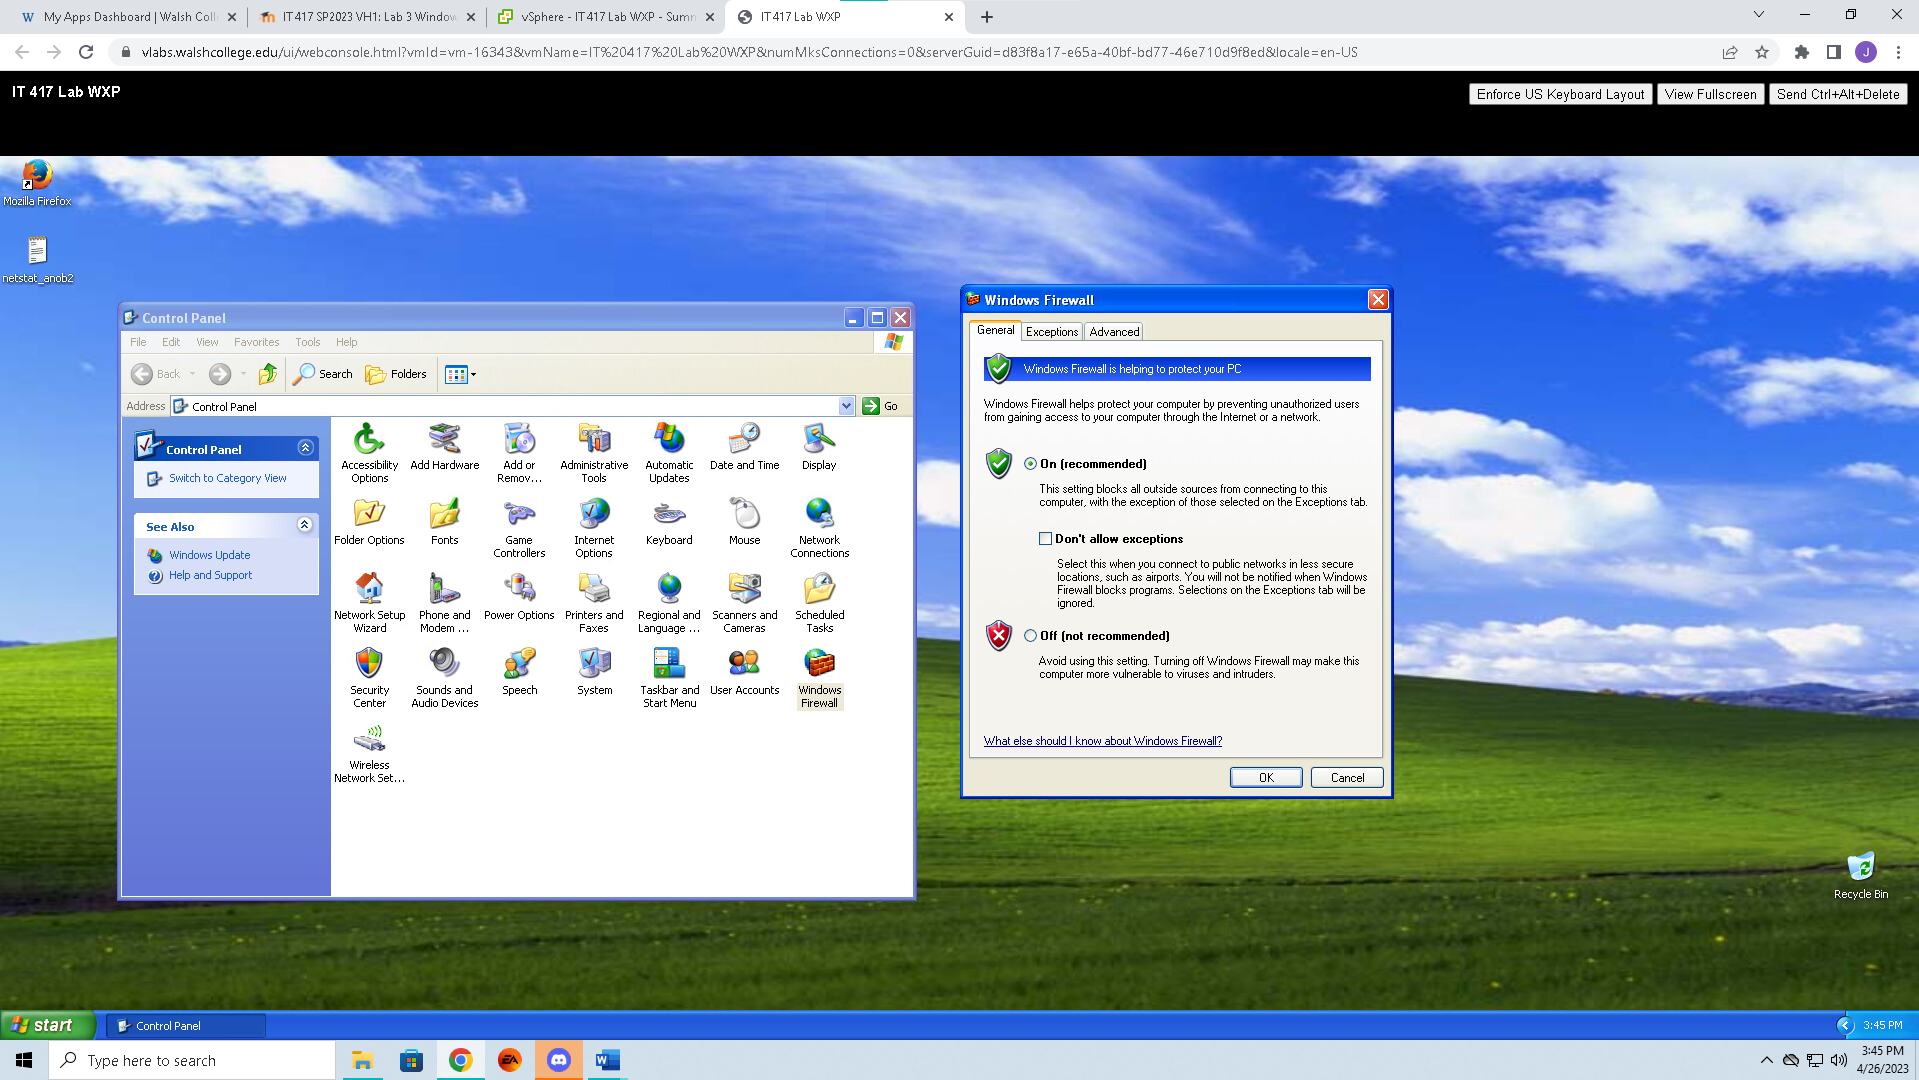 My Apps Dashboard | Walsh Coll
IT417 SP2023 VH1: Lab 3 Window
vSphere - IT417 Lab WXP - Summ
IT417 Lab WXP
vlabs.walshcollege.edu/ui/webconsole.html?vmId=vm-16343&vmName=IT%20417%20Lab%20WXP&numMksConnections=0&serverGuid=d83f8a17-e65a-40bf-bd77-46e710d9f8ed&locale=en-US
J
IT 417 Lab WXP
Enforce US Keyboard Layout
View Fullscreen
Send Ctrl+Alt+Delete
Mozilla Firefox
netstat_anob2
Control Panel
File Edit View Favorites Tools Help
Back
Search
Folders
Address
Control Panel
Go
Control Panel
Switch to Category View
See Also
Windows Update
Help and Support
Accessibility
Options
Add Hardware
Add or
Remov...
Administrative
Tools
Automatic
Updates
Date and Time
Display
Folder Options
Fonts
Game
Controllers
Internet
Options
Keyboard
Mouse
Network
Connections
Network Setup
Wizard
Phone and
Modem ...
Power Options
Printers and
Faxes
Regional and
Language ...
Scanners and
Cameras
Scheduled
Tasks
Security
Center
Sounds and
Audio Devices
Speech
System
Taskbar and
Start Menu
User Accounts
Windows
Firewall
Wireless
Network Set...
Windows Firewall
General Exceptions Advanced
Windows Firewall is helping to protect your PC
Windows Firewall helps protect your computer by preventing unauthorized users
from gaining access to your computer through the Internet or a network.
On (recommended)
This setting blocks all outside sources from connecting to this
computer, with the exception of those selected on the Exceptions tab.
Don't allow exceptions
Select this when you connect to public networks in less secure
locations, such as airports. You will not be notified when Windows
Firewall blocks programs. Selections on the Exceptions tab will be
ignored.
Off (not recommended)
Avoid using this setting. Turning off Windows Firewall may make this
computer more vulnerable to viruses and intruders.
What else should I know about Windows Firewall?
OK
Cancel
Recycle Bin
start
Control Panel
3:45 PM
Type here to search
EA
W
3:45 PM
4/26/2023